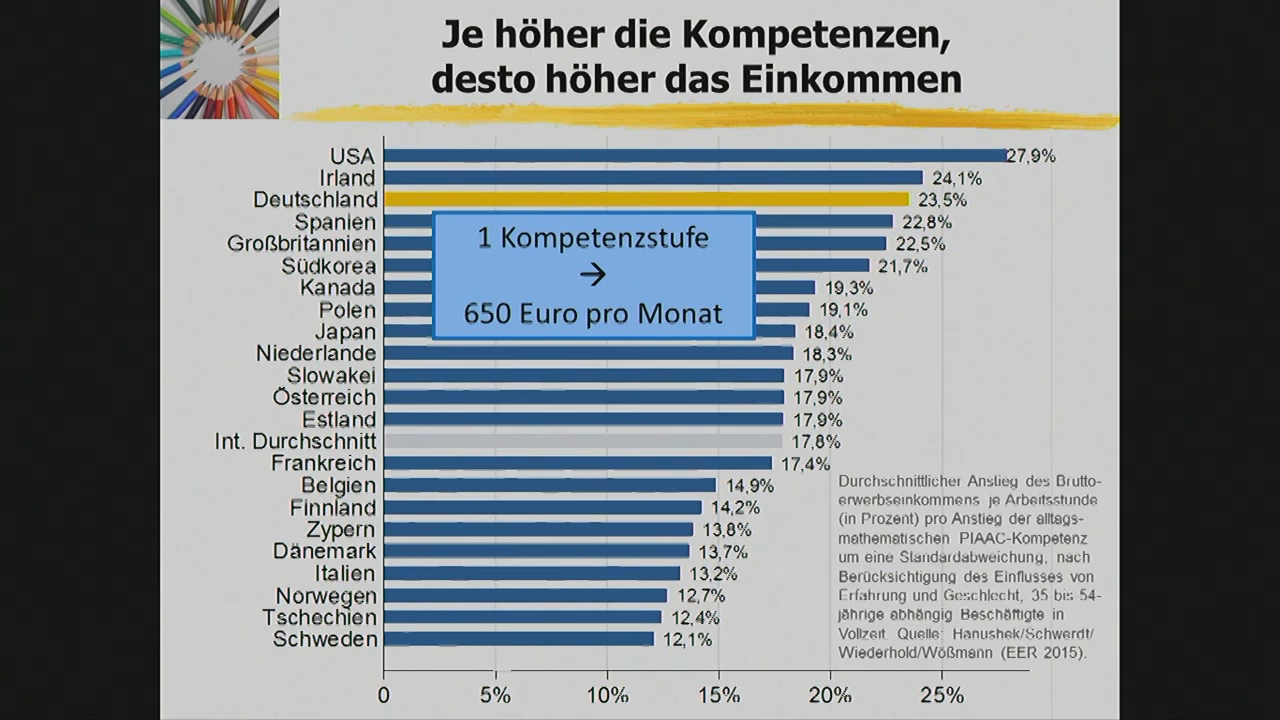 Je höher die Kompetenzen,
desto höher das Einkommen
USA 27,9%
Irland 24,1%
Deutschland 23,5%
Spanien 22,8%
Großbritannien 22,5%
Südkorea 21,7%
Kanada 19,3%
Polen 19,1%
Japan 18,4%
Niederlande 18,3%
Slowakei 17,9%
Österreich 17,9%
Estland 17,9%
Int. Durchschnitt 17,8%
Frankreich 17,4%
Belgien 14,9%
Finnland 14,2%
Zypern 13,8%
Dänemark 13,7%
Italien 13,2%
Norwegen 12,7%
Tschechien 12,4%
Schweden 12,1%
1 Kompetenzstufe
→
650 Euro pro Monat
Durchschnittlicher Anstieg des Brutto-
erwerbseinkommens je Arbeitsstunde
(in Prozent) pro Anstieg der alltags-
mathematischen PIAAC-Kompetenz
um eine Standardabweichung, nach
Berücksichtigung des Einflusses von
Erfahrung und Geschlecht, 35 bis 54-
jährige abhängig Beschäftigte in
Vollzeit. Quelle: Hanushek/Schwerdt/
Wiederhold/Wößmann (EER 2015).
0 5% 10% 15% 20% 25%